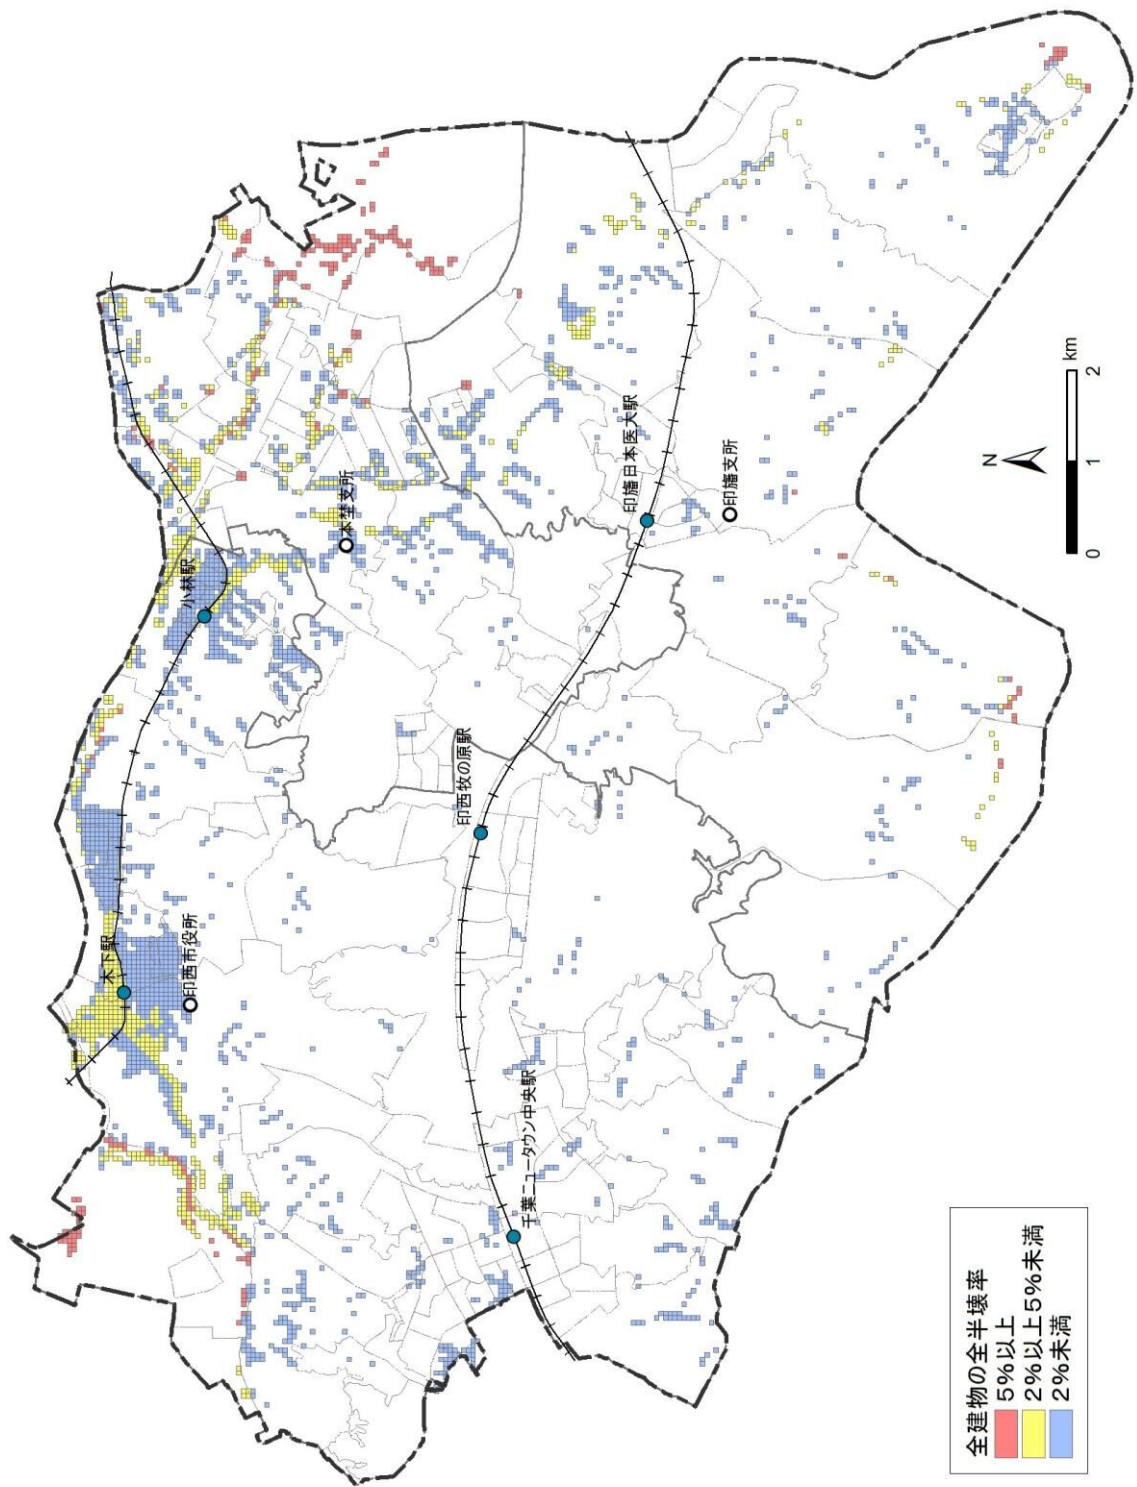 木下駅
印西市役所
小林駅
本埜支所
印西牧の原駅
印旛日本医大駅
印旛支所
千葉ニュータウン中央駅
N
0 1 2 km
全建物の全半壊率
5%以上
2%以上5%未満
2%未満